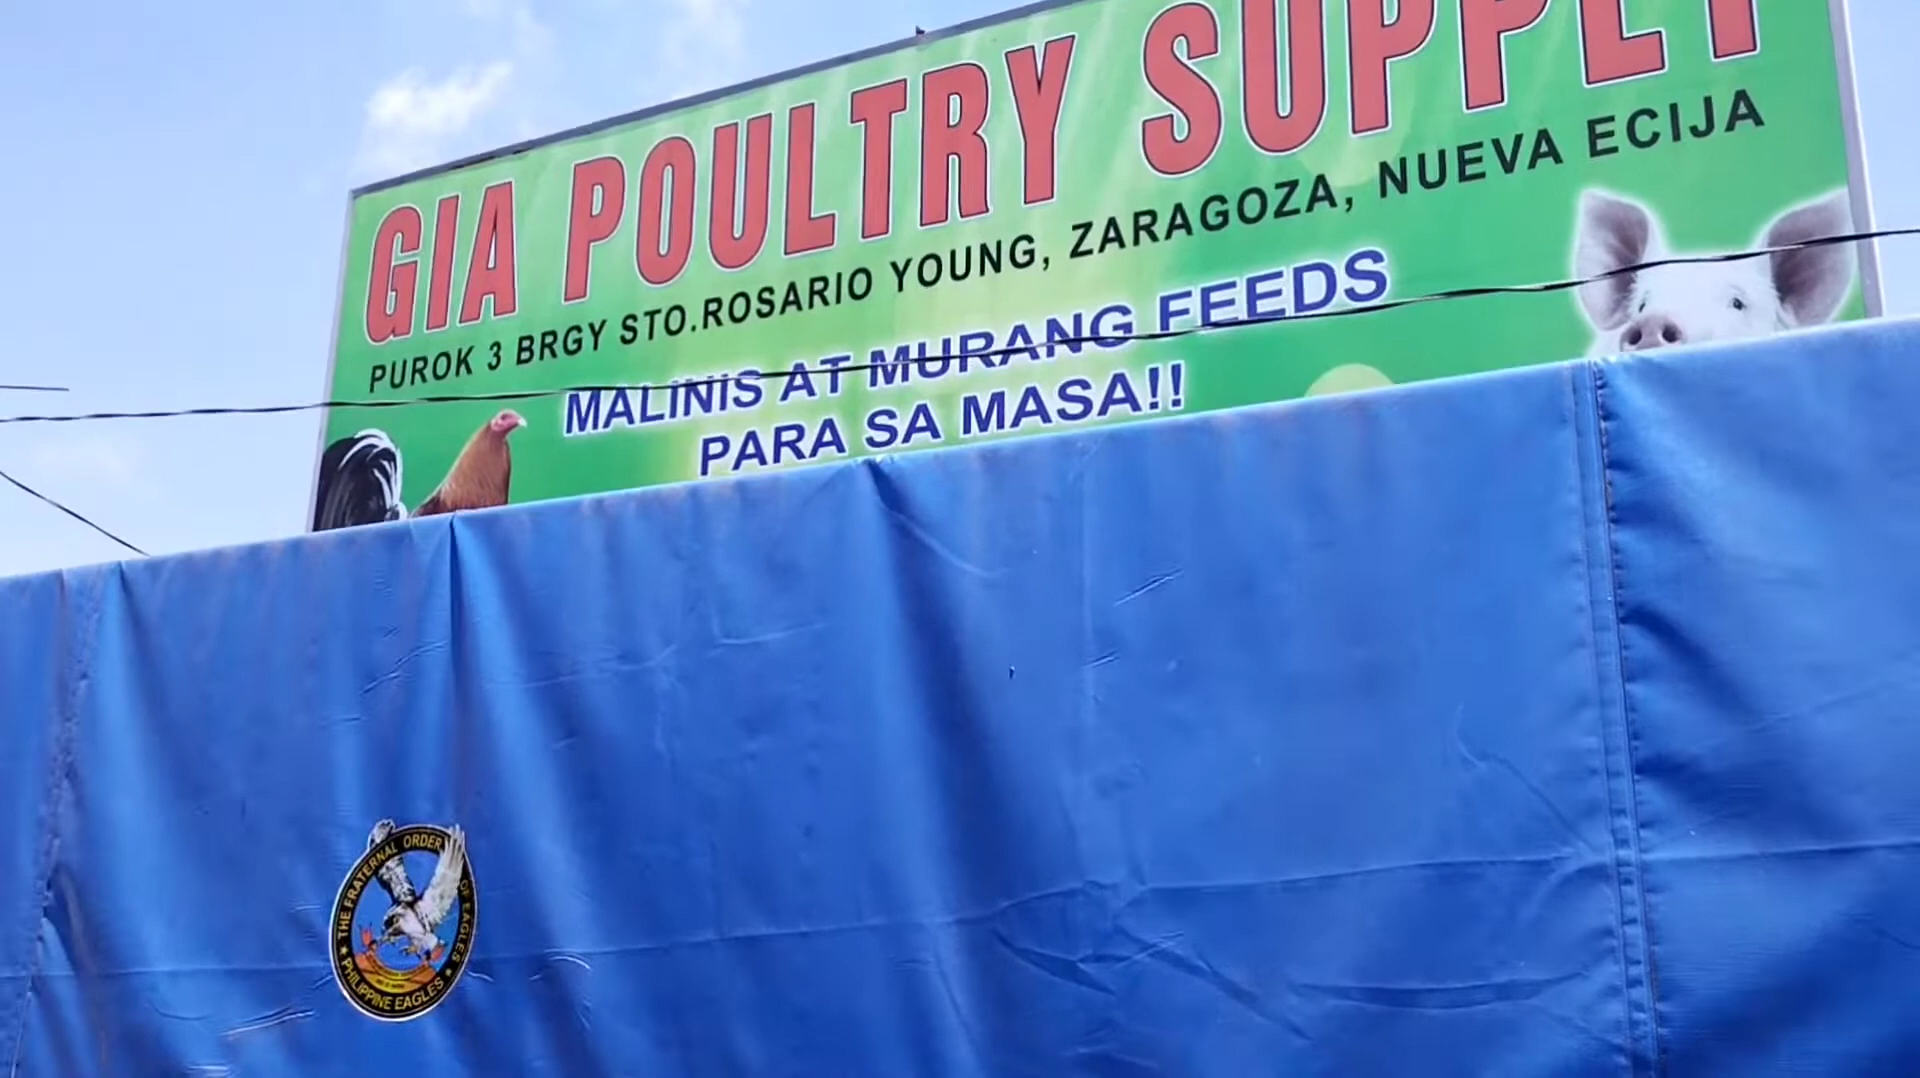 GIA POULTRY SUPPLY
PUROK 3 BRGY STO.ROSARIO YOUNG, ZARAGOZA, NUEVA ECIJA
MALINIS AT MURANG FEEDS
PARA SA MASA!!
THE FRATERNAL ORDER OF EAGLES
★ PHILIPPINE EAGLES ★